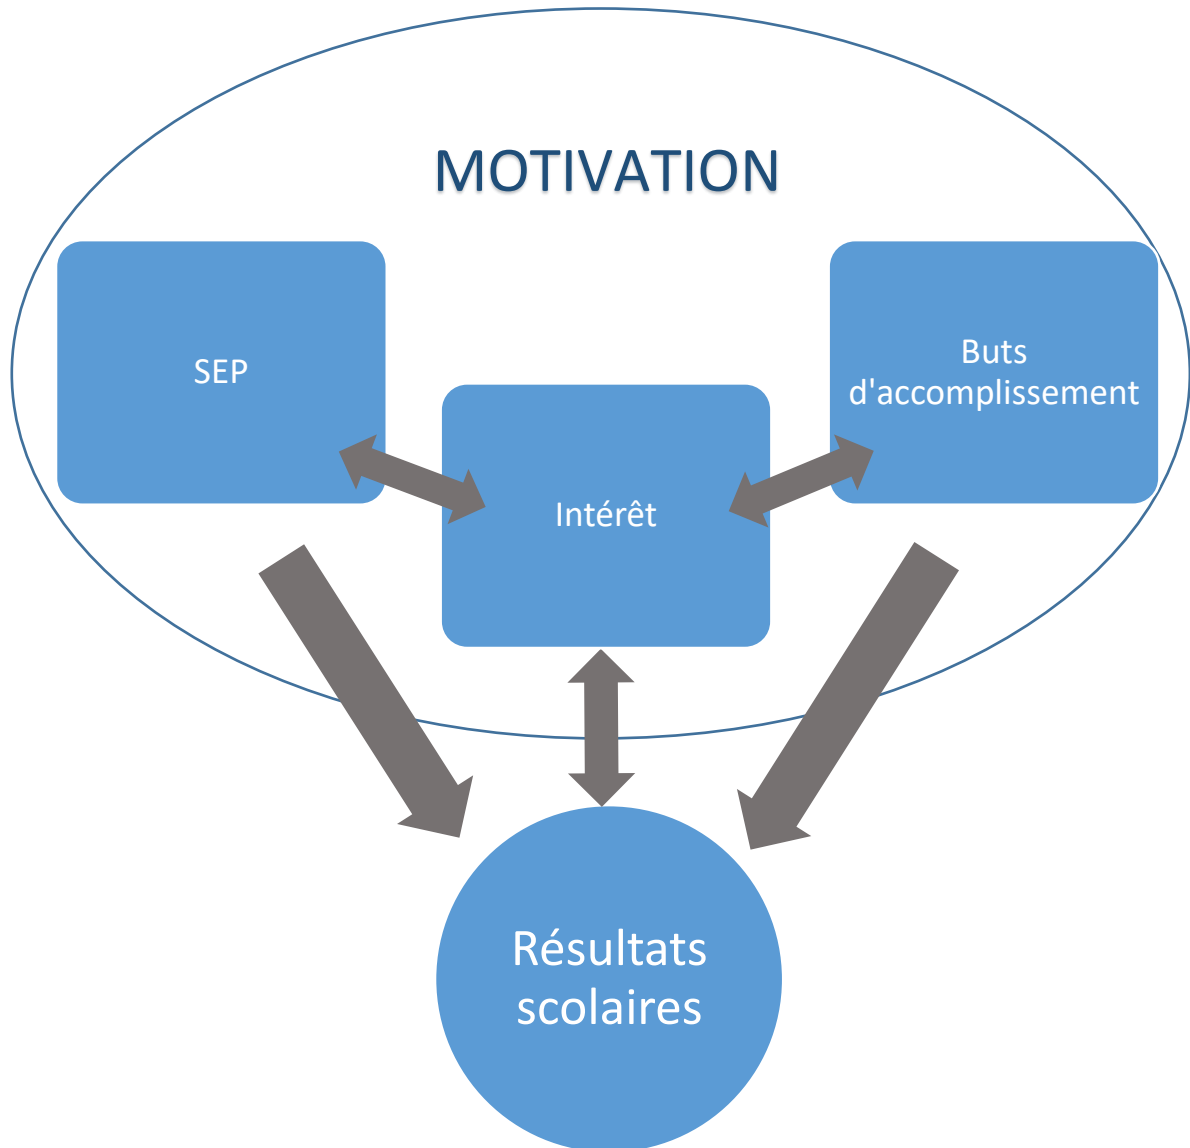 MOTIVATION
SEP
Buts
d'accomplissement
Intérêt
Résultats
scolaires